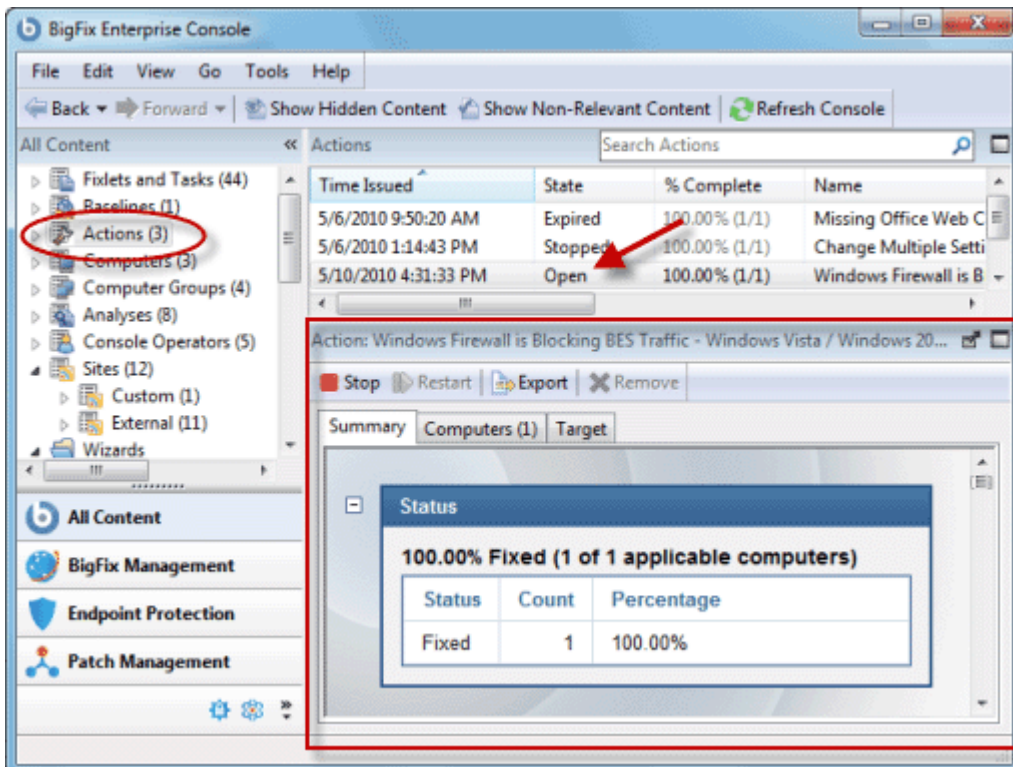 BigFix Enterprise Console
File Edit View Go Tools Help
Back Forward Show Hidden Content Show Non-Relevant Content Refresh Console
All Content
Fixlets and Tasks (44)
Baselines (1)
Actions (3)
Computers (3)
Computer Groups (4)
Analyses (8)
Console Operators (5)
Sites (12)
Custom (1)
External (11)
Wizards
All Content
BigFix Management
Endpoint Protection
Patch Management
Actions Search Actions
Time Issued State % Complete Name
5/6/2010 9:50:20 AM Expired 100.00% (1/1) Missing Office Web C
5/6/2010 1:14:43 PM Stopped 100.00% (1/1) Change Multiple Setti
5/10/2010 4:31:33 PM Open 100.00% (1/1) Windows Firewall is B
Action: Windows Firewall is Blocking BES Traffic - Windows Vista / Windows 20...
Stop Restart Export Remove
Summary Computers (1) Target
Status
100.00% Fixed (1 of 1 applicable computers)
Status Count Percentage
Fixed 1 100.00%